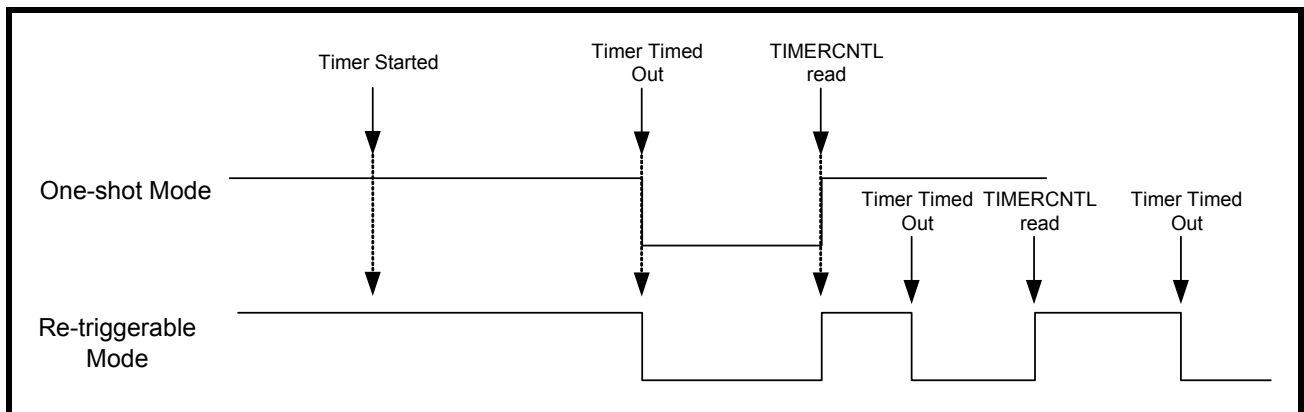 Timer Started
Timer Timed
Out
TIMERCNTL
read
One-shot Mode
Timer Timed
Out
TIMERCNTL
read
Timer Timed
Out
Re-triggerable
Mode